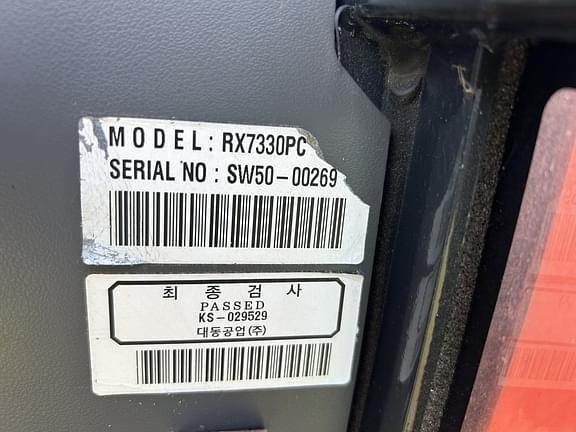 MODEL: RX7330PC
SERIAL NO : SW50-00269
최종검사
PASSED
KS-029529
대동공업(주)